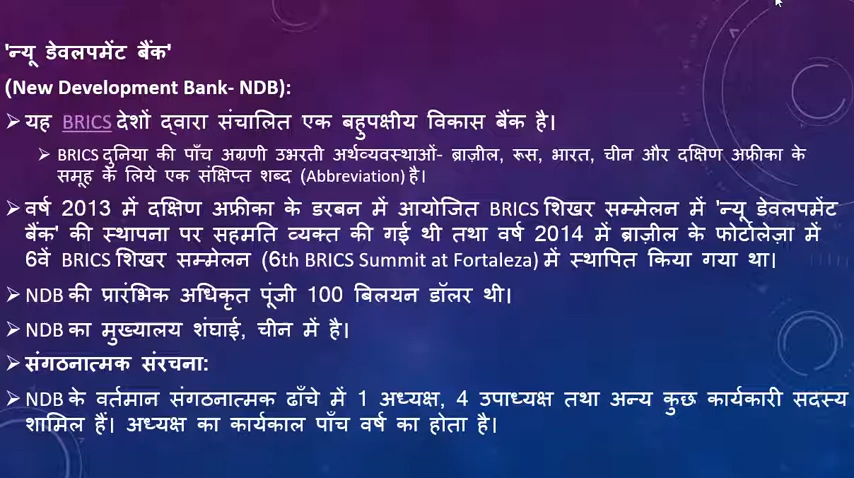 'न्यू डेवलपमेंट बैंक'
(New Development Bank- NDB):
➢ यह BRICS देशों द्वारा संचालित एक बहुपक्षीय विकास बैंक है।
➢ BRICS दुनिया की पाँच अग्रणी उभरती अर्थव्यवस्थाओं- ब्राज़ील, रूस, भारत, चीन और दक्षिण अफ्रीका के
समूह के लिये एक संक्षिप्त शब्द (Abbreviation) है।
➢ वर्ष 2013 में दक्षिण अफ्रीका के डरबन में आयोजित BRICS शिखर सम्मेलन में 'न्यू डेवलपमेंट
बैंक' की स्थापना पर सहमति व्यक्त की गई थी तथा वर्ष 2014 में ब्राज़ील के फोर्टालेज़ा में
6वें BRICS शिखर सम्मेलन (6th BRICS Summit at Fortaleza) में स्थापित किया गया था।
➢ NDB की प्रारंभिक अधिकृत पूंजी 100 बिलयन डॉलर थी।
➢ NDB का मुख्यालय शंघाई, चीन में है।
➢ संगठनात्मक संरचना:
➢ NDB के वर्तमान संगठनात्मक ढाँचे में 1 अध्यक्ष, 4 उपाध्यक्ष तथा अन्य कुछ कार्यकारी सदस्य
शामिल हैं। अध्यक्ष का कार्यकाल पाँच वर्ष का होता है।